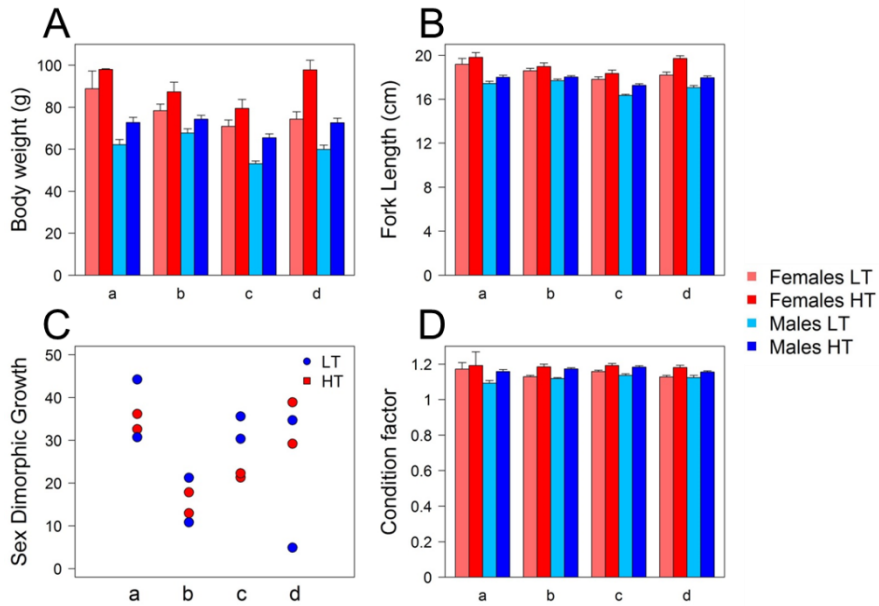 A
Body weight (g)
100
80
60
40
20
0
a b c d
B
Fork Length (cm)
20
16
12
8
4
0
a b c d
C
Sex Dimorphic Growth
50
40
30
20
10
0
LT
HT
a b c d
D
Condition factor
1.2
1
0.8
0.6
0.4
0.2
0
a b c d
Females LT
Females HT
Males LT
Males HT